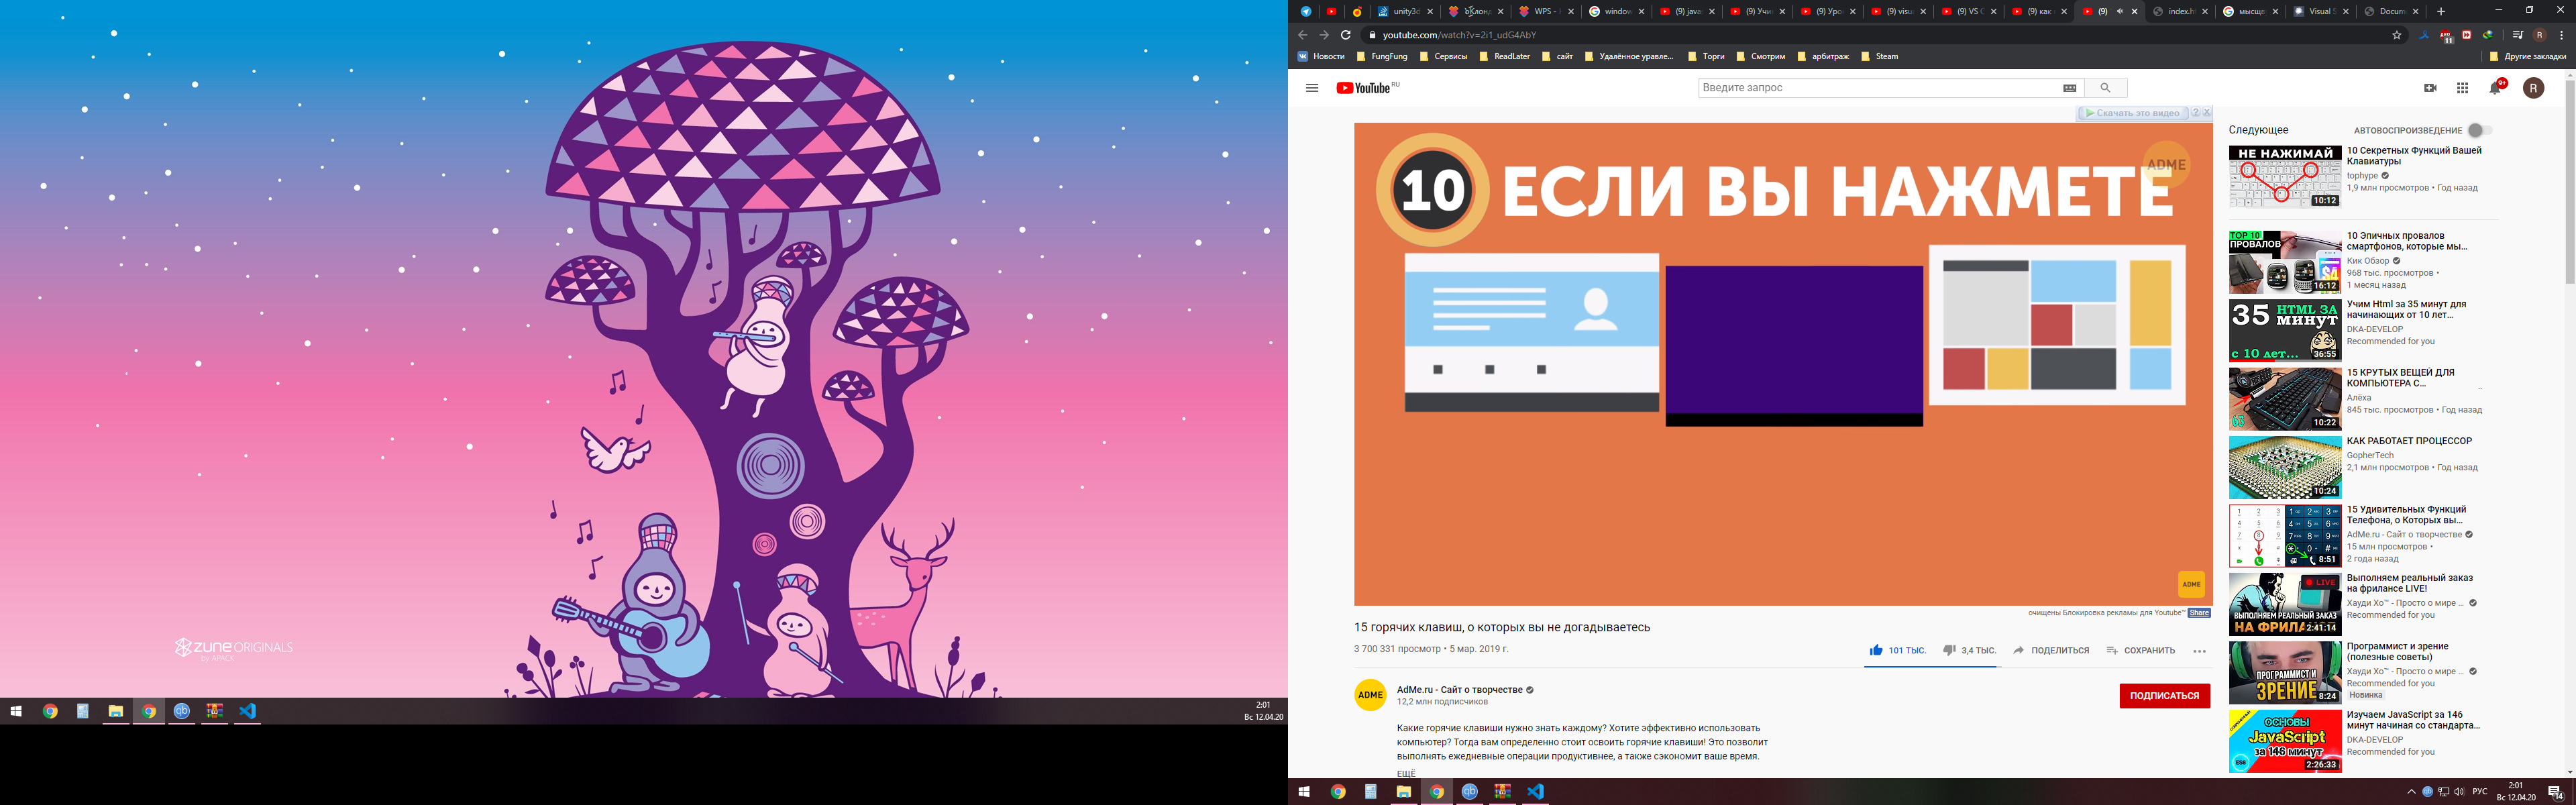 zune ORIGINALS
by APACK
2:01
Вс 12.04.20
unity3d
WPS - 
window
(9) java
(9) Учи
(9) Уро
(9) visu
(9) VS C
(9) как
(9)
index.h
мысщ
Visual S
Docum
youtube.com/watch?v=2i1_udG4AbY
Новости
FungFung
Сервисы
ReadLater
сайт
Удалённое управле...
Торги
Смотрим
арбитраж
Steam
Другие закладки
YouTube RU
Введите запрос
9+
R
Скачать это видео
10 ЕСЛИ ВЫ НАЖМЕТЕ
ADME
ADME
очищены Блокировка рекламы для Youtube™ Share
15 горячих клавиш, о которых вы не догадываетесь
3 700 331 просмотр • 5 мар. 2019 г.
101 ТЫС.
3,4 ТЫС.
ПОДЕЛИТЬСЯ
СОХРАНИТЬ
ADME
AdMe.ru - Сайт о творчестве
12,2 млн подписчиков
ПОДПИСАТЬСЯ
Какие горячие клавиши нужно знать каждому? Хотите эффективно использовать
компьютер? Тогда вам определенно стоит освоить горячие клавиши! Это позволит
выполнять ежедневные операции продуктивнее, а также сэкономит ваше время.
ЕЩЁ
Следующее
АВТОВОСПРОИЗВЕДЕНИЕ
НЕ НАЖИМАЙ
10:12
10 Секретных Функций Вашей
Клавиатуры
tophype
1,9 млн просмотров • Год назад
TOP 10
ПРОВАЛОВ
16:12
10 Эпичных провалов
смартфонов, которые мы...
Кик Обзор
968 тыс. просмотров •
1 месяц назад
35 HTML ЗА
МИНУТ
с 10 лет...
36:55
Учим Html за 35 минут для
начинающих от 10 лет...
DKA-DEVELOP
Recommended for you
10:22
15 КРУТЫХ ВЕЩЕЙ ДЛЯ
КОМПЬЮТЕРА С...
Алёха
845 тыс. просмотров • Год назад
10:24
КАК РАБОТАЕТ ПРОЦЕССОР
GopherTech
2,1 млн просмотров • Год назад
8:51
15 Удивительных Функций
Телефона, о Которых вы...
AdMe.ru - Сайт о творчестве
15 млн просмотров •
2 года назад
LIVE
ВЫПОЛНЯЕМ РЕАЛЬНЫЙ ЗАКАЗ
НА ФРИЛА
2:41:14
Выполняем реальный заказ
на фрилансе LIVE!
Хауди Хо™ - Просто о мире ...
Recommended for you
ПРОГРАММИСТ И
ЗРЕНИЕ
8:24
Программист и зрение
(полезные советы)
Хауди Хо™ - Просто о мире ...
Recommended for you
Новинка
ОСНОВЫ
JavaScript
за 146 минут
2:26:33
Изучаем JavaScript за 146
минут начиная со стандарта...
DKA-DEVELOP
Recommended for you
РУС
2:01
Вс 12.04.20
14